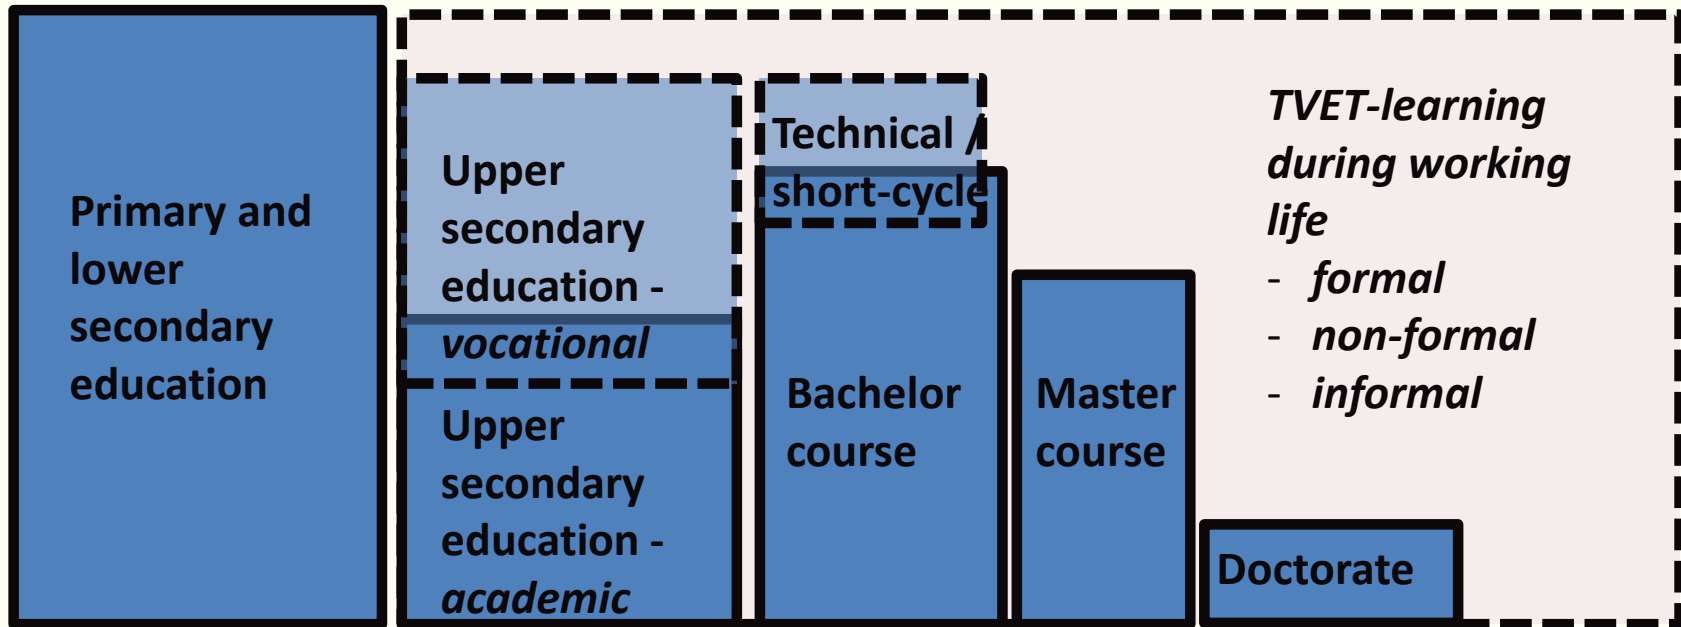 Primary and
lower
secondary
education
Upper
secondary
education -
vocational
Upper
secondary
education -
academic
Technical /
short-cycle
Bachelor
course
Master
course
Doctorate
TVET-learning
during working
life
- formal
- non-formal
- informal